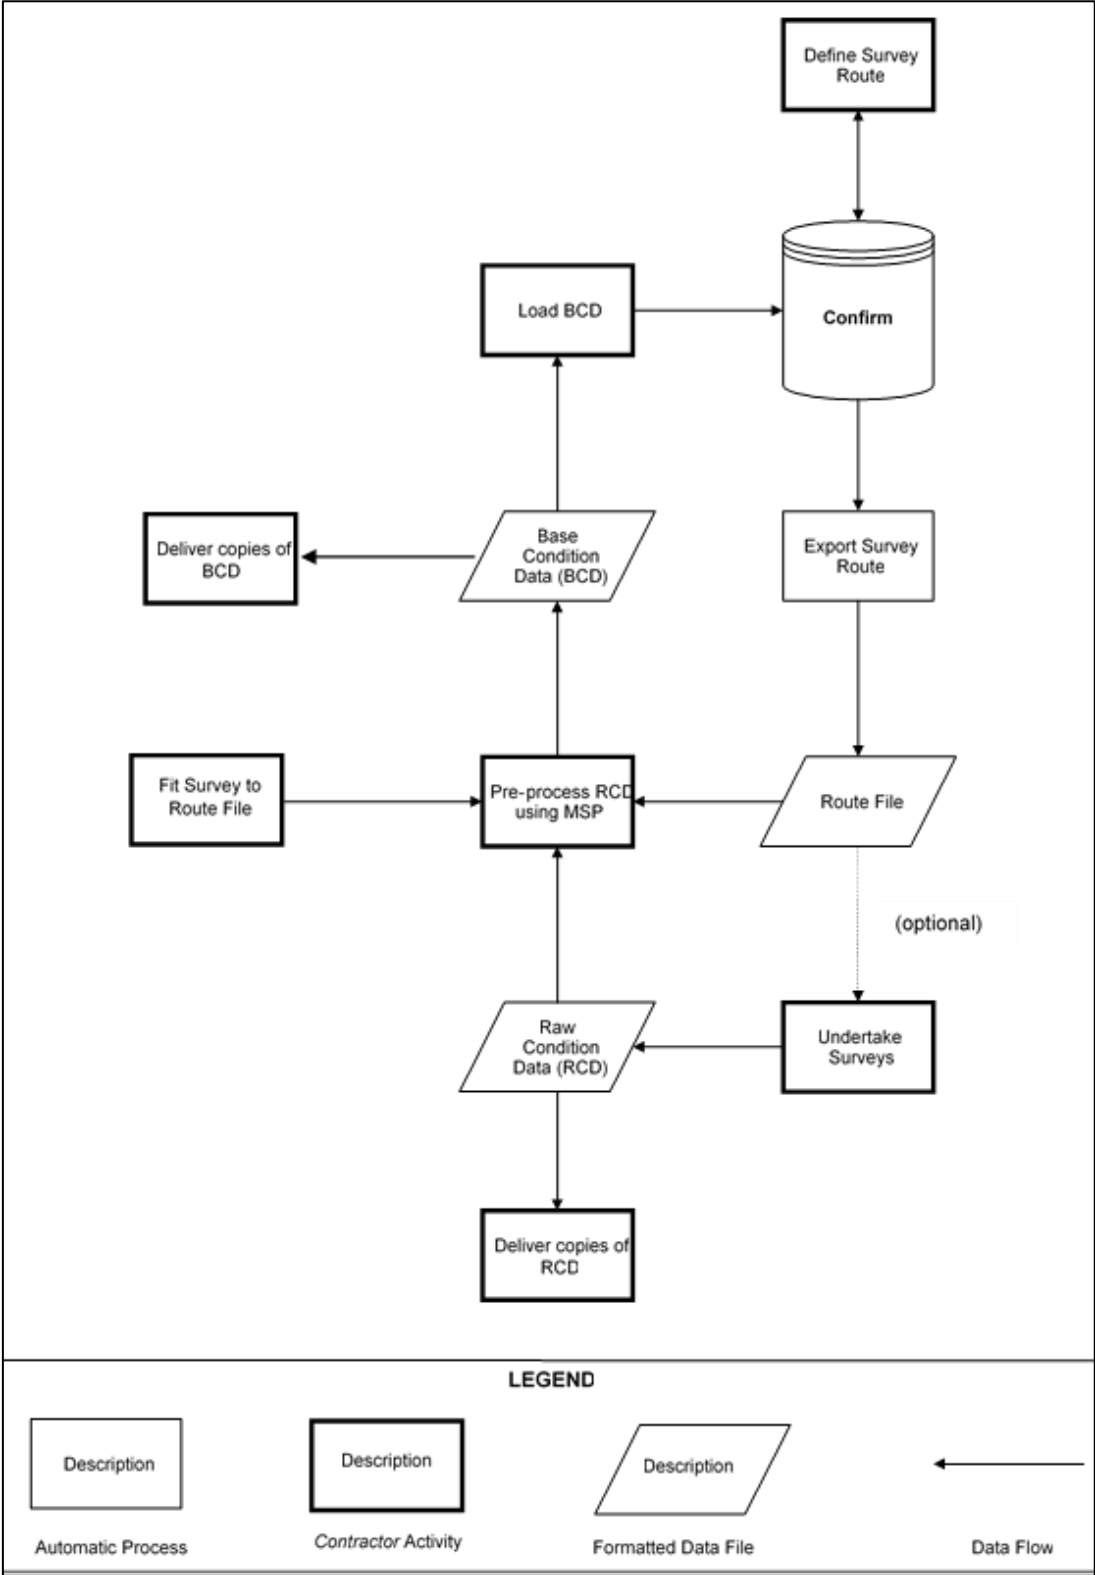 Define Survey
Route
Confirm
Load BCD
Deliver copies of
BCD
Base
Condition
Data (BCD)
Export Survey
Route
Fit Survey to
Route File
Pre-process RCD
using MSP
Route File
(optional)
Raw
Condition
Data (RCD)
Undertake
Surveys
Deliver copies of
RCD
LEGEND
Description
Description
Description
Automatic Process
Contractor Activity
Formatted Data File
Data Flow